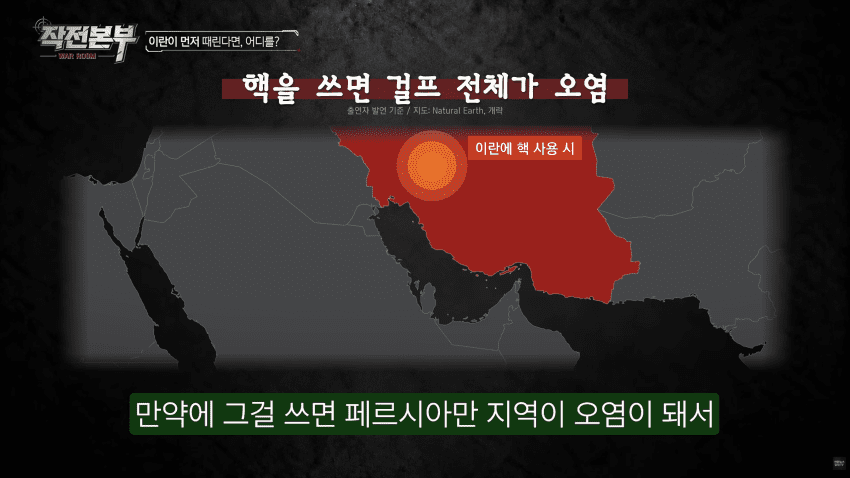 작전본부
WAR ROOM
이란이 먼저 때린다면, 어디를?
핵을 쓰면 걸프 전체가 오염
출연자 발언 기준 / 지도: Natural Earth, 개략
이란에 핵 사용 시
만약에 그걸 쓰면 페르시아만 지역이 오염이 돼서